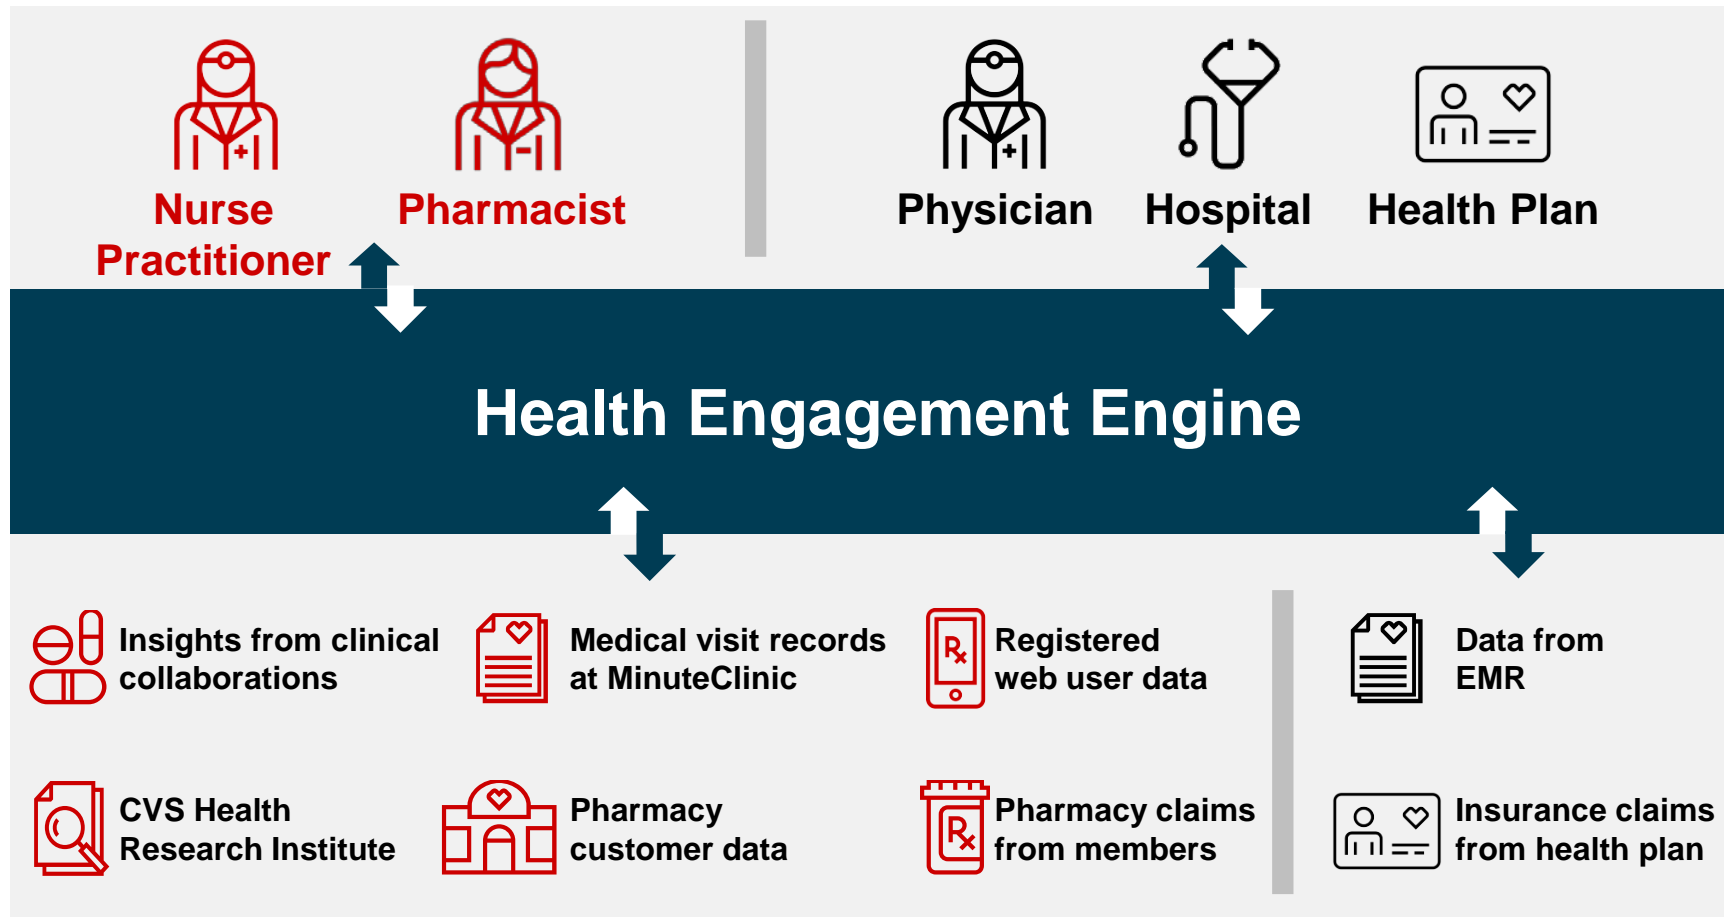 Nurse
Practitioner
Pharmacist
Physician
Hospital
Health Plan
Health Engagement Engine
Insights from clinical
collaborations
Medical visit records
at MinuteClinic
Registered
web user data
Data from
EMR
CVS Health
Research Institute
Pharmacy
customer data
Pharmacy claims
from members
Insurance claims
from health plan